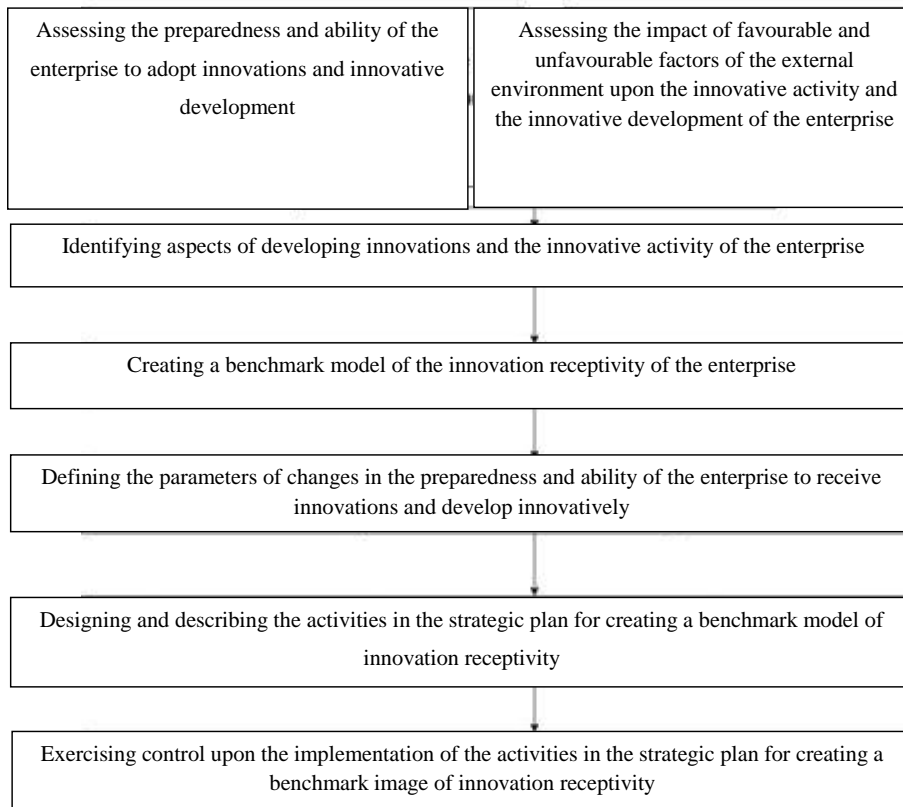 Assessing the preparedness and ability of the
enterprise to adopt innovations and innovative
development
Assessing the impact of favourable and
unfavourable factors of the external
environment upon the innovative activity and
the innovative development of the enterprise
Identifying aspects of developing innovations and the innovative activity of the enterprise
Creating a benchmark model of the innovation receptivity of the enterprise
Defining the parameters of changes in the preparedness and ability of the enterprise to receive
innovations and develop innovatively
Designing and describing the activities in the strategic plan for creating a benchmark model of
innovation receptivity
Exercising control upon the implementation of the activities in the strategic plan for creating a
benchmark image of innovation receptivity